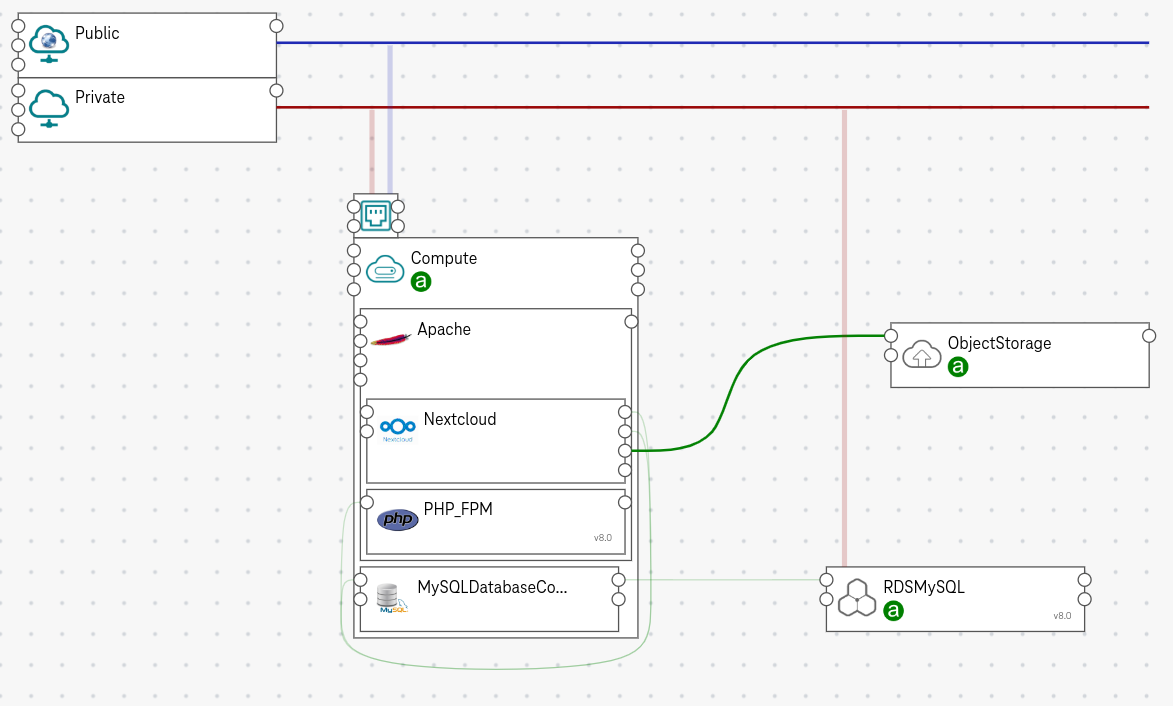 Public
Private
Compute
a
Apache
ObjectStorage
a
Nextcloud
Nextcloud
PHP_FPM
php
v8.0
MySQLDatabaseCo...
MySQL
RDSMySQL
a
v8.0